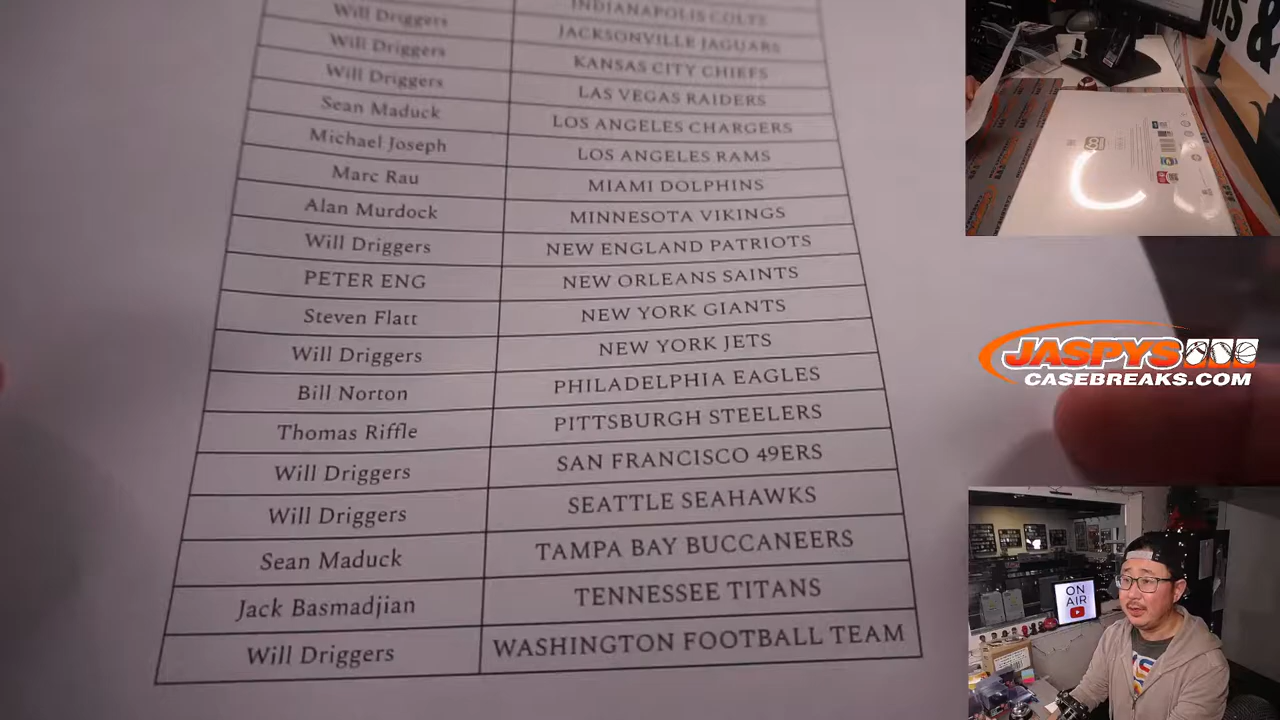 Will Driggers INDIANAPOLIS COLTS
Will Driggers JACKSONVILLE JAGUARS
Will Driggers KANSAS CITY CHIEFS
Sean Maduck LAS VEGAS RAIDERS
Michael Joseph LOS ANGELES CHARGERS
Marc Rau LOS ANGELES RAMS
Alan Murdock MIAMI DOLPHINS
Will Driggers MINNESOTA VIKINGS
PETER ENG NEW ENGLAND PATRIOTS
Steven Flatt NEW ORLEANS SAINTS
Will Driggers NEW YORK GIANTS
Bill Norton NEW YORK JETS
Thomas Riffle PHILADELPHIA EAGLES
Will Driggers PITTSBURGH STEELERS
Will Driggers SAN FRANCISCO 49ERS
Sean Maduck SEATTLE SEAHAWKS
Jack Basmadjian TAMPA BAY BUCCANEERS
Will Driggers TENNESSEE TITANS
WASHINGTON FOOTBALL TEAM
JASPYS
CASEBREAKS.COM
ON
AIR